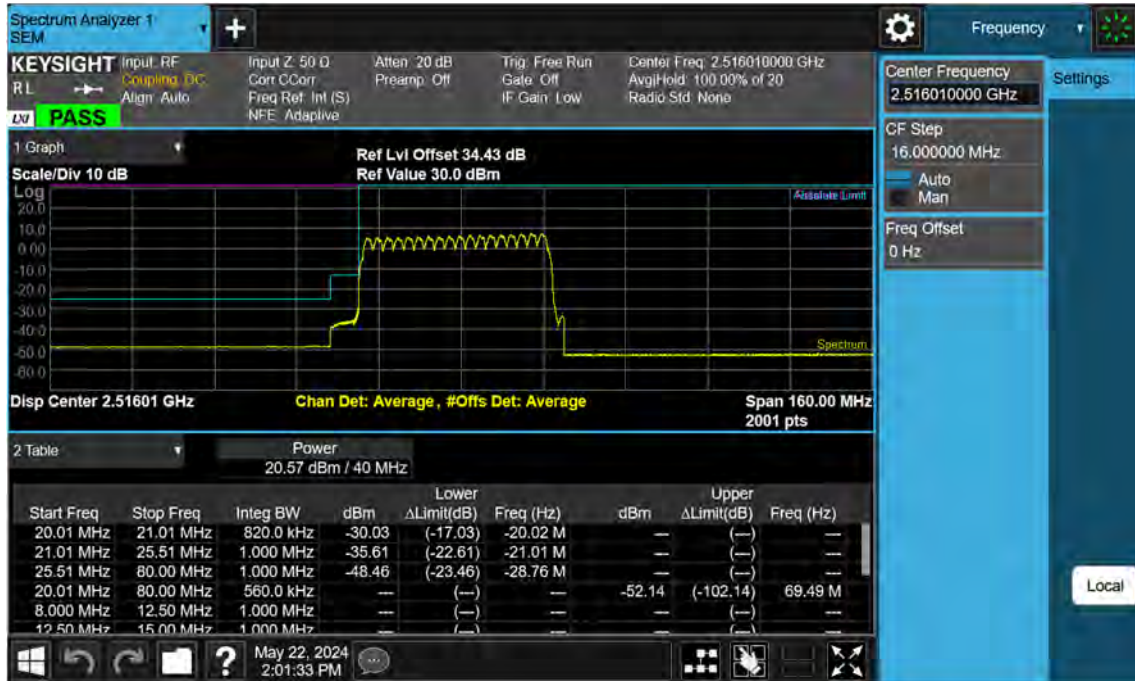 Spectrum Analyzer 1
SEM
+
Frequency
KEYSIGHT
RL
LXI
PASS
Input: RF
Coupling: DC
Align: Auto
Input Z: 50 Ω
Corr CCorr
Freq Ref: Int (S)
NFE: Adaptive
Atten: 20 dB
Preamp: Off
Trig: Free Run
Gate: Off
IF Gain: Low
Center Freq: 2.516010000 GHz
Avg|Hold: 100.00% of 20
Radio Std: None
Center Frequency
2.516010000 GHz
Settings
CF Step
16.000000 MHz
Auto
Man
Freq Offset
0 Hz
Local
1 Graph
Scale/Div 10 dB
Ref Lvl Offset 34.43 dB
Ref Value 30.0 dBm
Log
Absolute Limit
20.0
10.0
0.00
-10.0
-20.0
-30.0
-40.0
-50.0
-60.0
Spectrum
Disp Center 2.51601 GHz
Chan Det: Average, #Offs Det: Average
Span 160.00 MHz
2001 pts
2 Table
Power
20.57 dBm / 40 MHz
Lower Upper
Start Freq Stop Freq Integ BW dBm ΔLimit(dB) Freq (Hz) dBm ΔLimit(dB) Freq (Hz)
20.01 MHz 21.01 MHz 820.0 kHz -30.03 (-17.03) -20.02 M --- (---) ---
21.01 MHz 25.51 MHz 1.000 MHz -35.61 (-22.61) -21.01 M --- (---) ---
25.51 MHz 80.00 MHz 1.000 MHz -48.46 (-23.46) -28.76 M --- (---) ---
20.01 MHz 80.00 MHz 560.0 kHz --- (---) --- -52.14 (-102.14) 69.49 M
8.000 MHz 12.50 MHz 1.000 MHz --- (---) --- --- (---) ---
12.50 MHz 15.00 MHz 1.000 MHz --- (---) --- --- (---) ---
?
May 22, 2024
2:01:33 PM